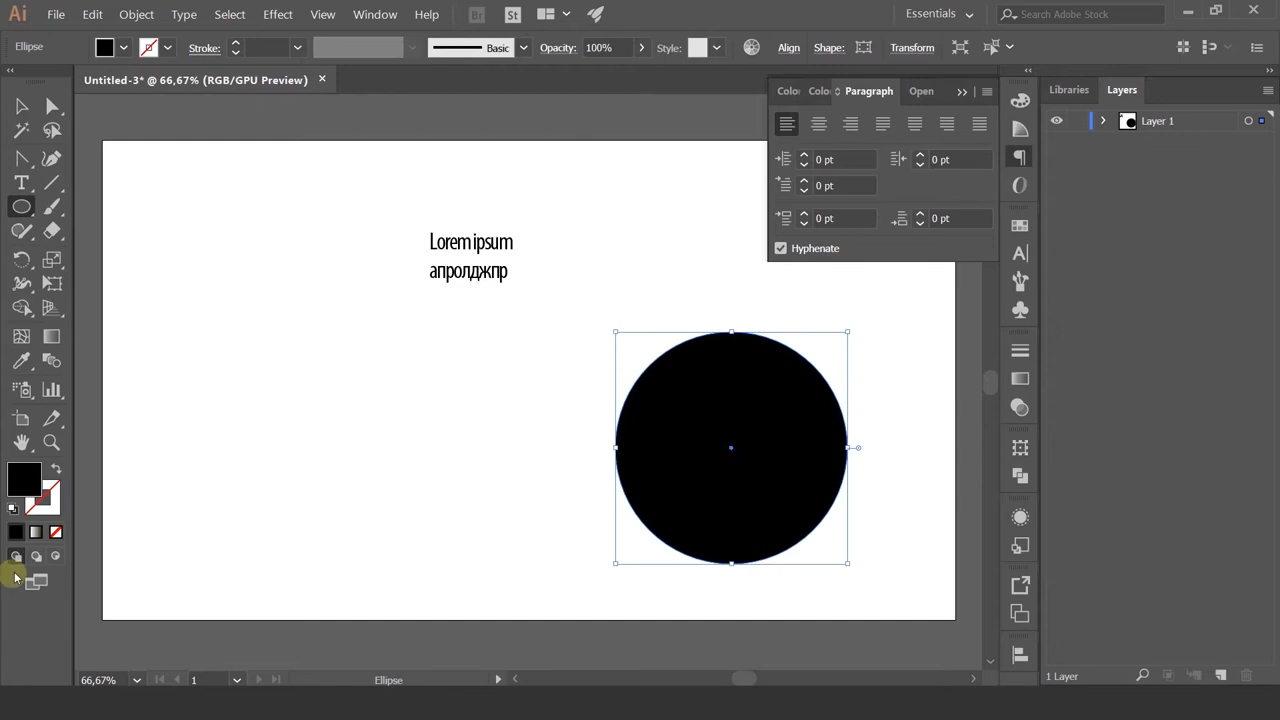 Ai File Edit Object Type Select Effect View Window Help Br St Essentials Search Adobe Stock
Ellipse Stroke: Basic Opacity: 100% Style: Align Shape: Transform
Untitled-3* @ 66,67% (RGB/GPU Preview)
Color Colo Paragraph Open
Libraries Layers
Layer 1
0 pt 0 pt
0 pt
0 pt 0 pt
Hyphenate
Lorem ipsum
апролджпр
66,67% 1 Ellipse
1 Layer